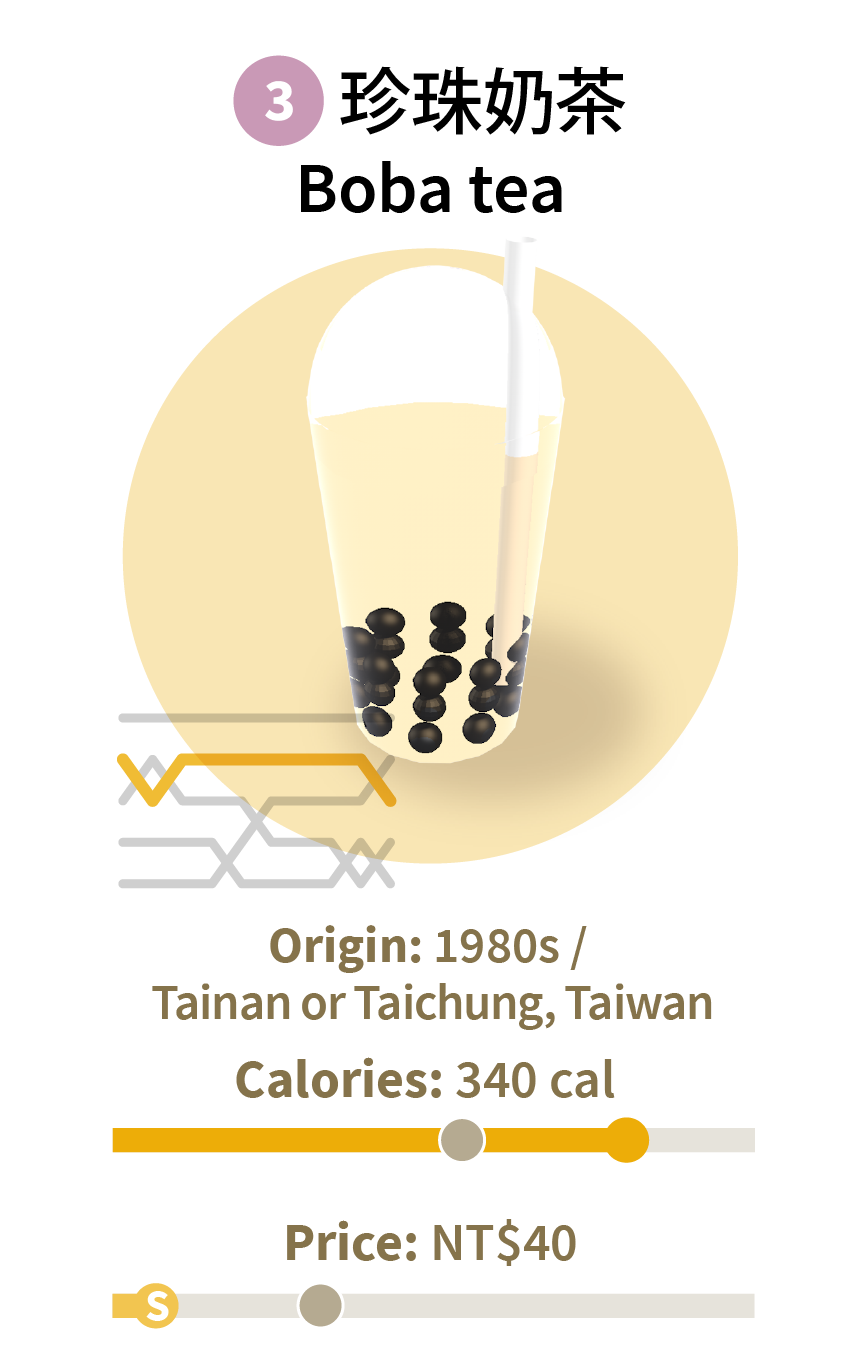 3 珍珠奶茶
Boba tea
Origin: 1980s /
Tainan or Taichung, Taiwan
Calories: 340 cal
Price: NT$40
S